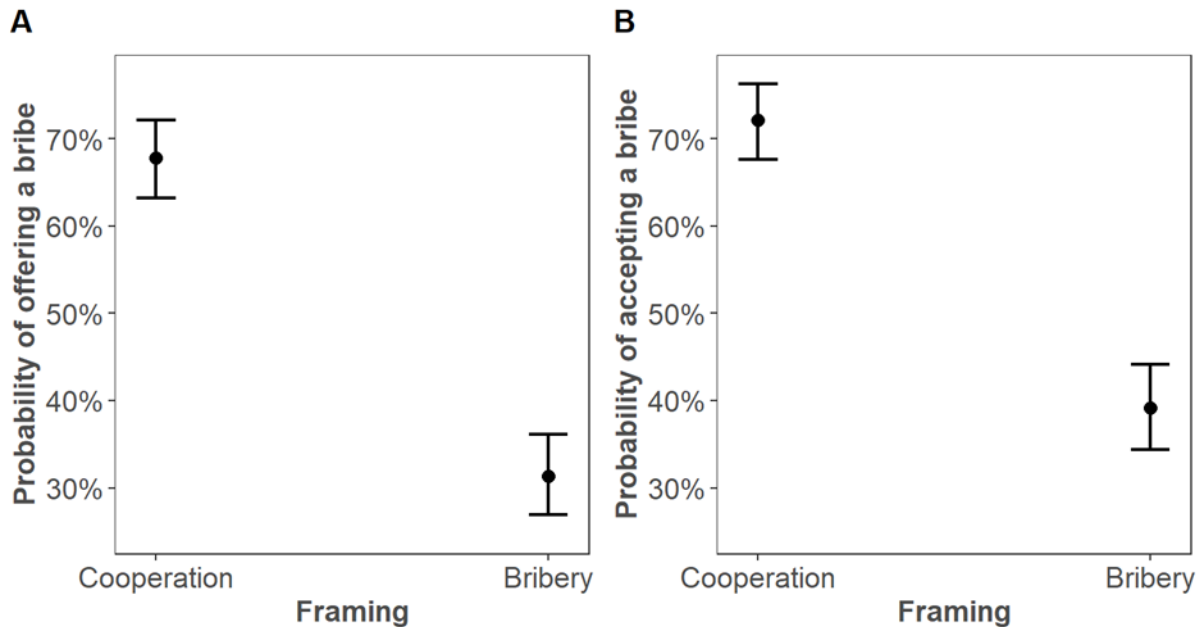 A
Probability of offering a bribe
70%
60%
50%
40%
30%
Cooperation
Bribery
Framing
B
Probability of accepting a bribe
70%
60%
50%
40%
30%
Cooperation
Bribery
Framing